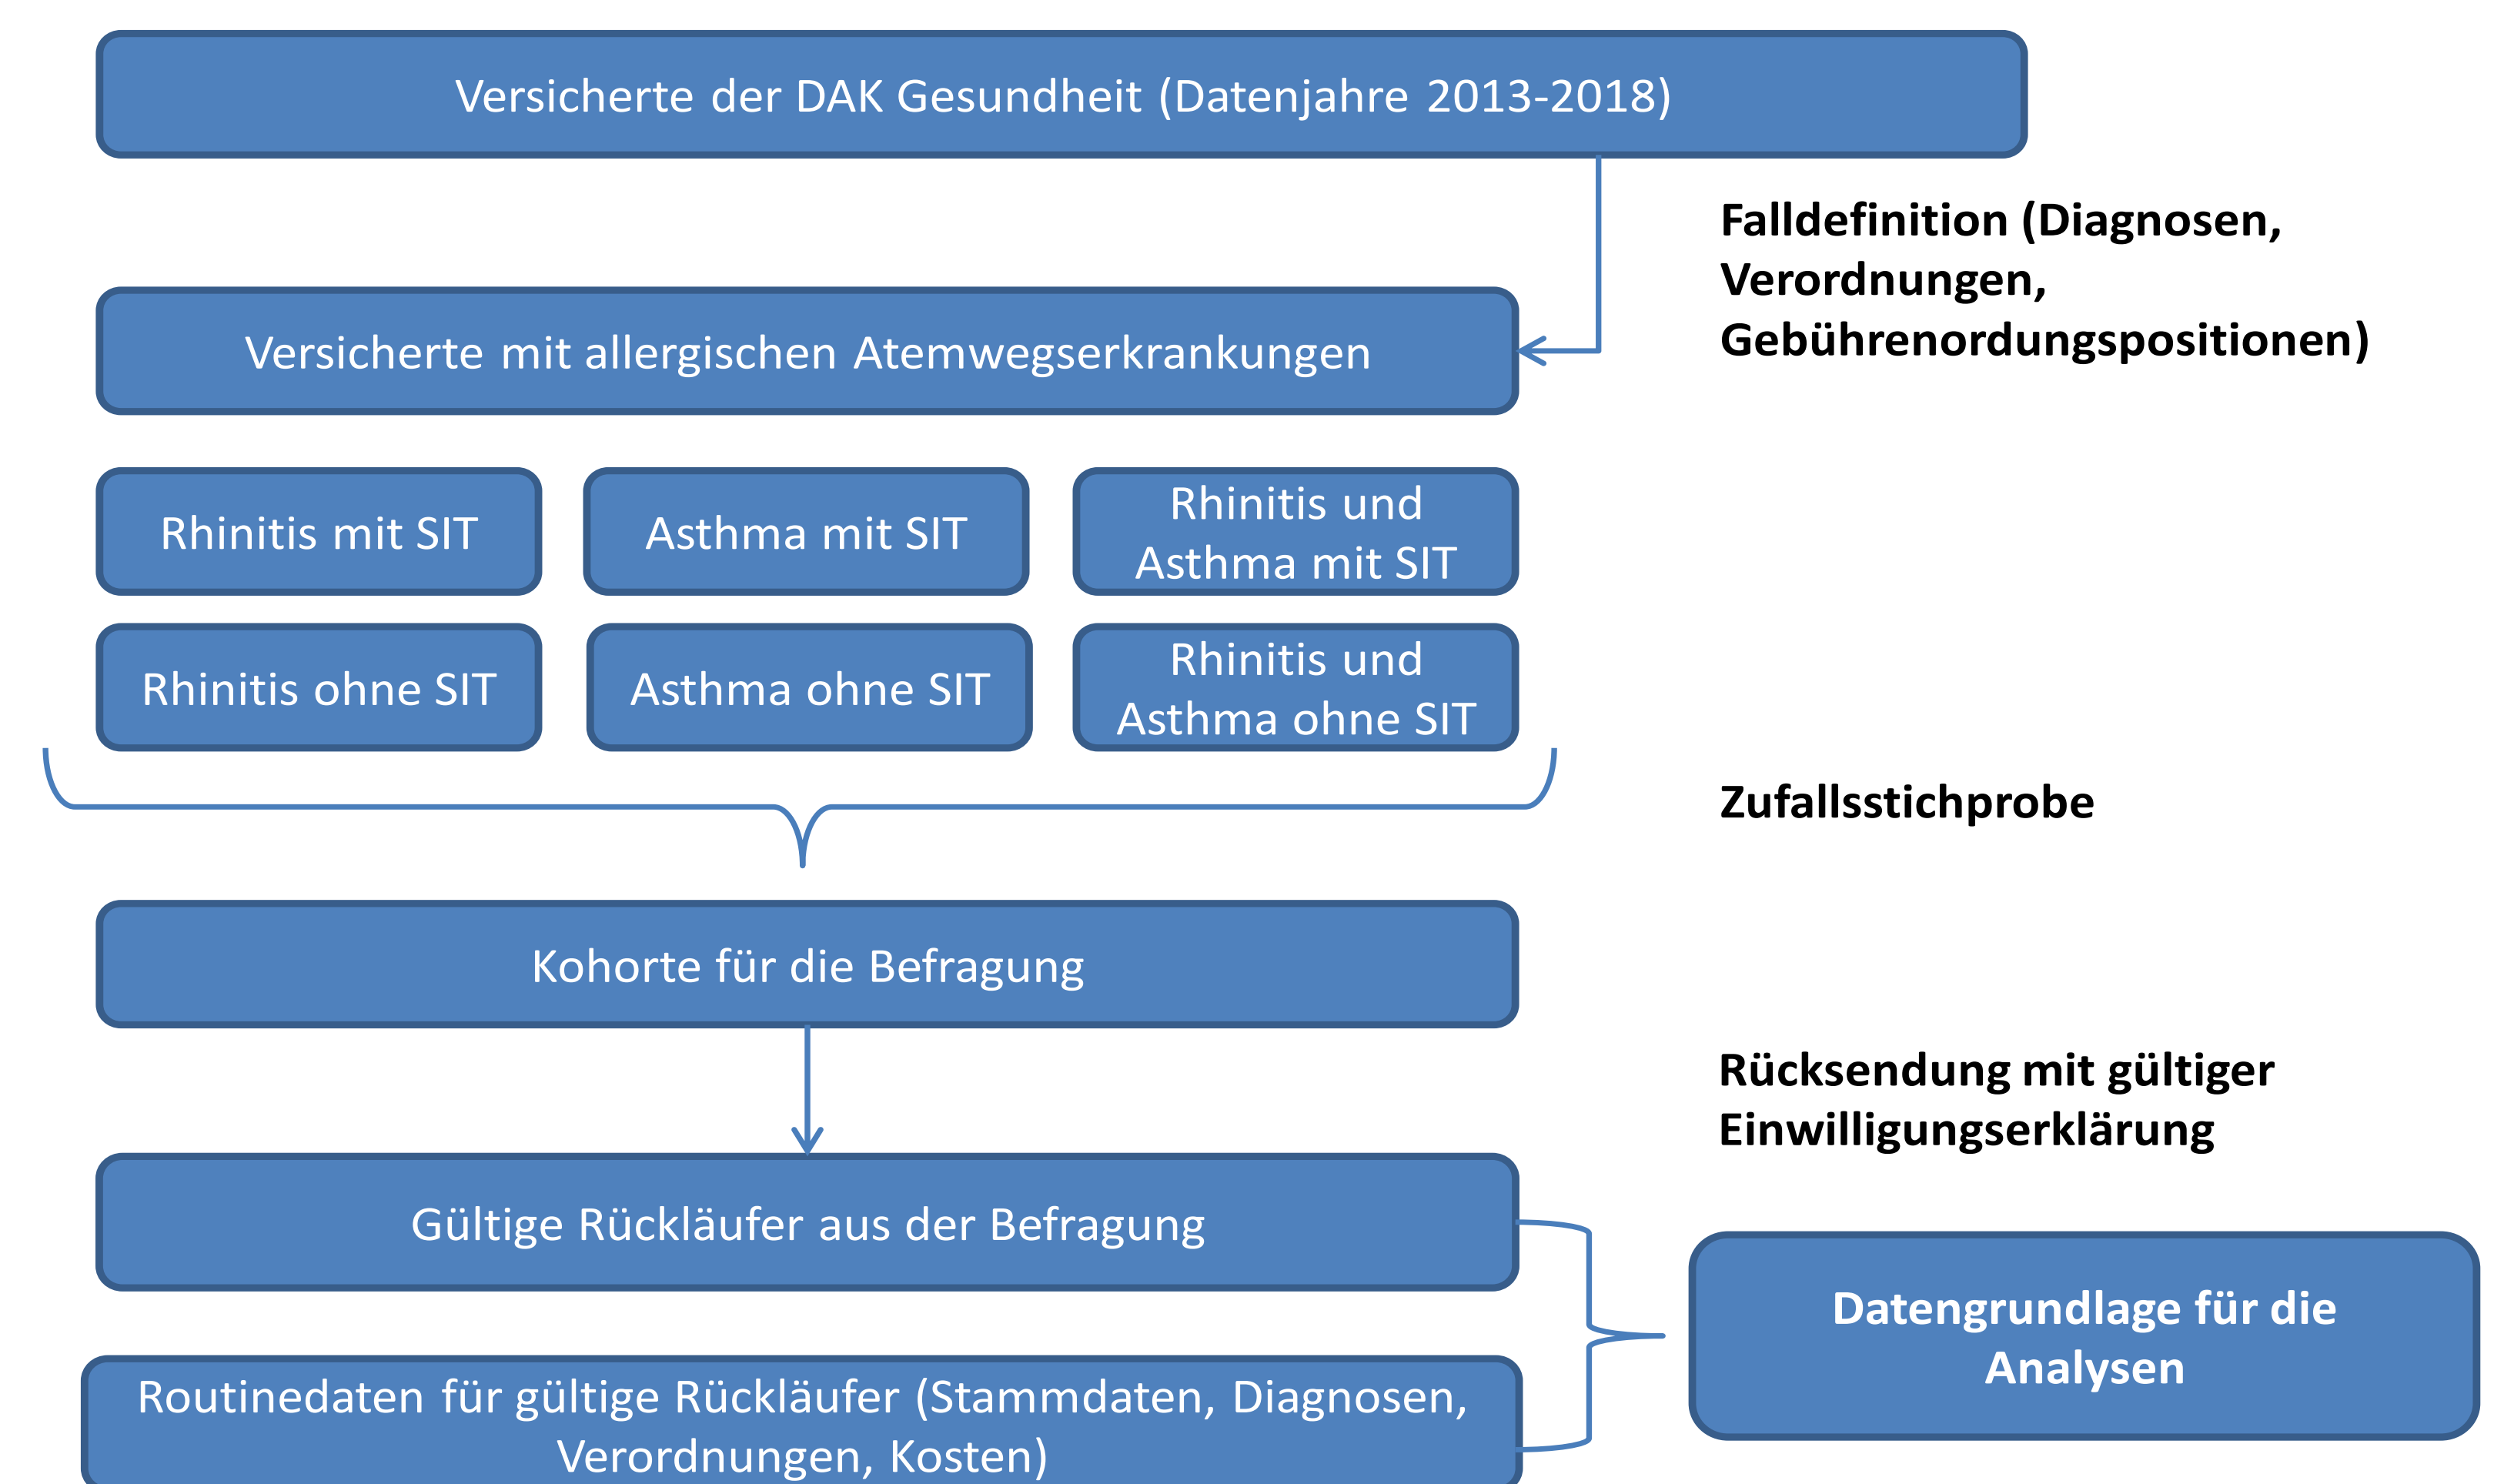 Versicherte der DAK Gesundheit (Datenjahre 2013-2018)
Falldefinition (Diagnosen,
Verordnungen,
Gebührenordungspositionen)
Versicherte mit allergischen Atemwegserkrankungen
Rhinitis mit SIT
Asthma mit SIT
Rhinitis und
Asthma mit SIT
Rhinitis ohne SIT
Asthma ohne SIT
Rhinitis und
Asthma ohne SIT
Zufallsstichprobe
Kohorte für die Befragung
Rücksendung mit gültiger
Einwilligungserklärung
Gültige Rückläufer aus der Befragung
Datengrundlage für die
Analysen
Routinedaten für gültige Rückläufer (Stammdaten, Diagnosen,
Verordnungen, Kosten)